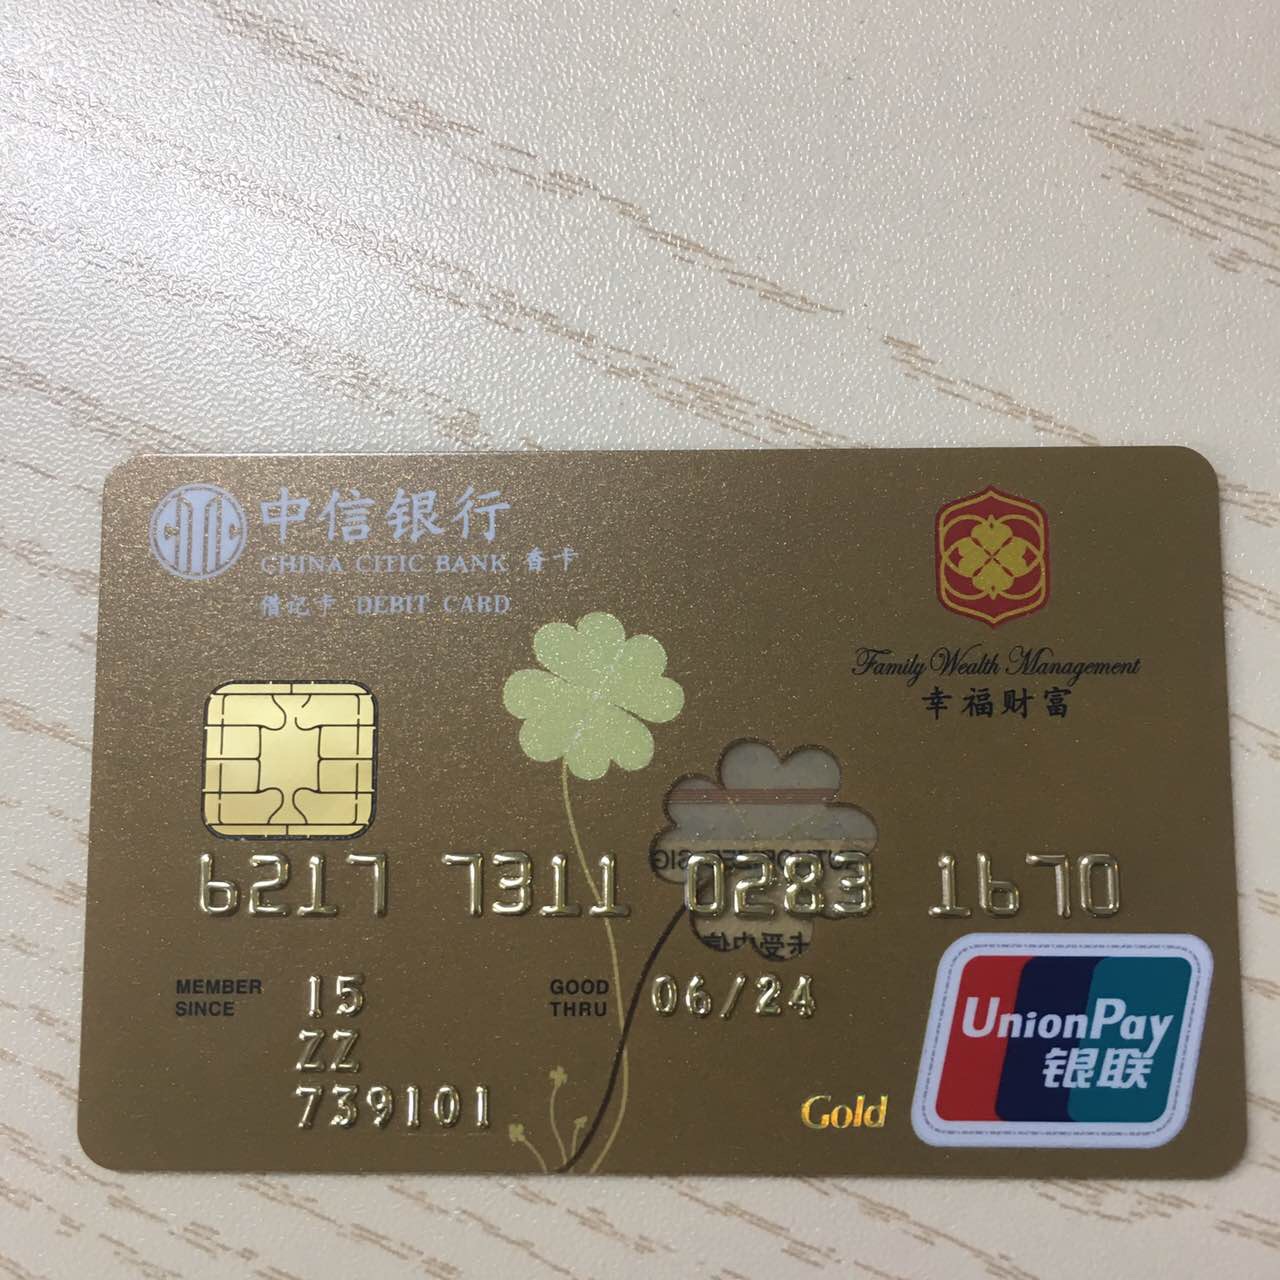 CITIC 中信银行
CHINA CITIC BANK 香卡
借记卡 DEBIT CARD
Family Wealth Management
幸福财富
6217 7311 0283 1670
MEMBER SINCE 15
GOOD THRU 06/24
ZZ
739101
Gold
UnionPay
银联